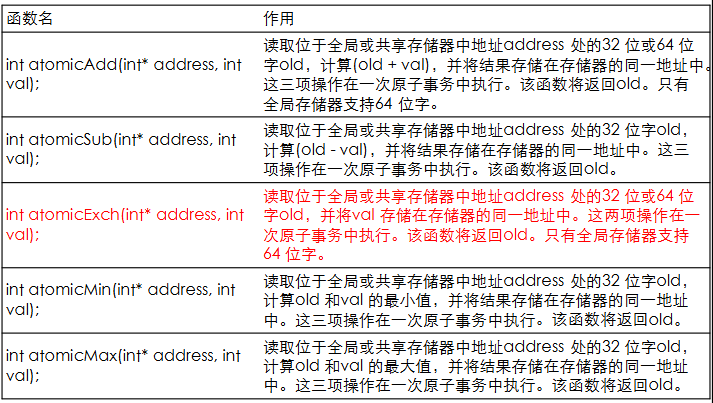 函数名 作用
int atomicAdd(int* address, int
val);
读取位于全局或共享存储器中地址address 处的32 位或64 位
字old，计算(old + val)，并将结果存储在存储器的同一地址中。
这三项操作在一次原子事务中执行。该函数将返回old。只有
全局存储器支持64 位字。
int atomicSub(int* address, int
val);
读取位于全局或共享存储器中地址address 处的32 位字old，
计算(old - val)，并将结果存储在存储器的同一地址中。这三
项操作在一次原子事务中执行。该函数将返回old。
int atomicExch(int* address, int
val);
读取位于全局或共享存储器中地址address 处的32 位或64 位
字old，并将val 存储在存储器的同一地址中。这两项操作在一
次原子事务中执行。该函数将返回old。只有全局存储器支持
64 位字。
int atomicMin(int* address, int
val);
读取位于全局或共享存储器中地址address 处的32 位字old，
计算old 和val 的最小值，并将结果存储在存储器的同一地址
中。这三项操作在一次原子事务中执行。该函数将返回old。
int atomicMax(int* address, int
val);
读取位于全局或共享存储器中地址address 处的32 位字old，
计算old 和val 的最大值，并将结果存储在存储器的同一地址
中。这三项操作在一次原子事务中执行。该函数将返回old。